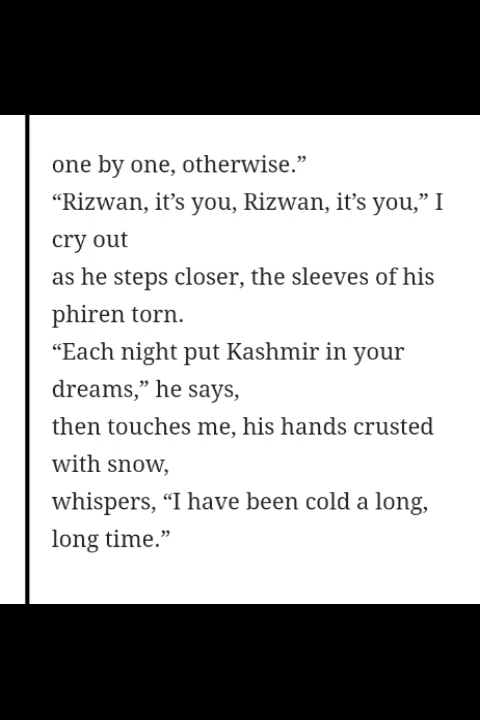 one by one, otherwise.”
“Rizwan, it’s you, Rizwan, it’s you,” I
cry out
as he steps closer, the sleeves of his
phiren torn.
“Each night put Kashmir in your
dreams,” he says,
then touches me, his hands crusted
with snow,
whispers, “I have been cold a long,
long time.”